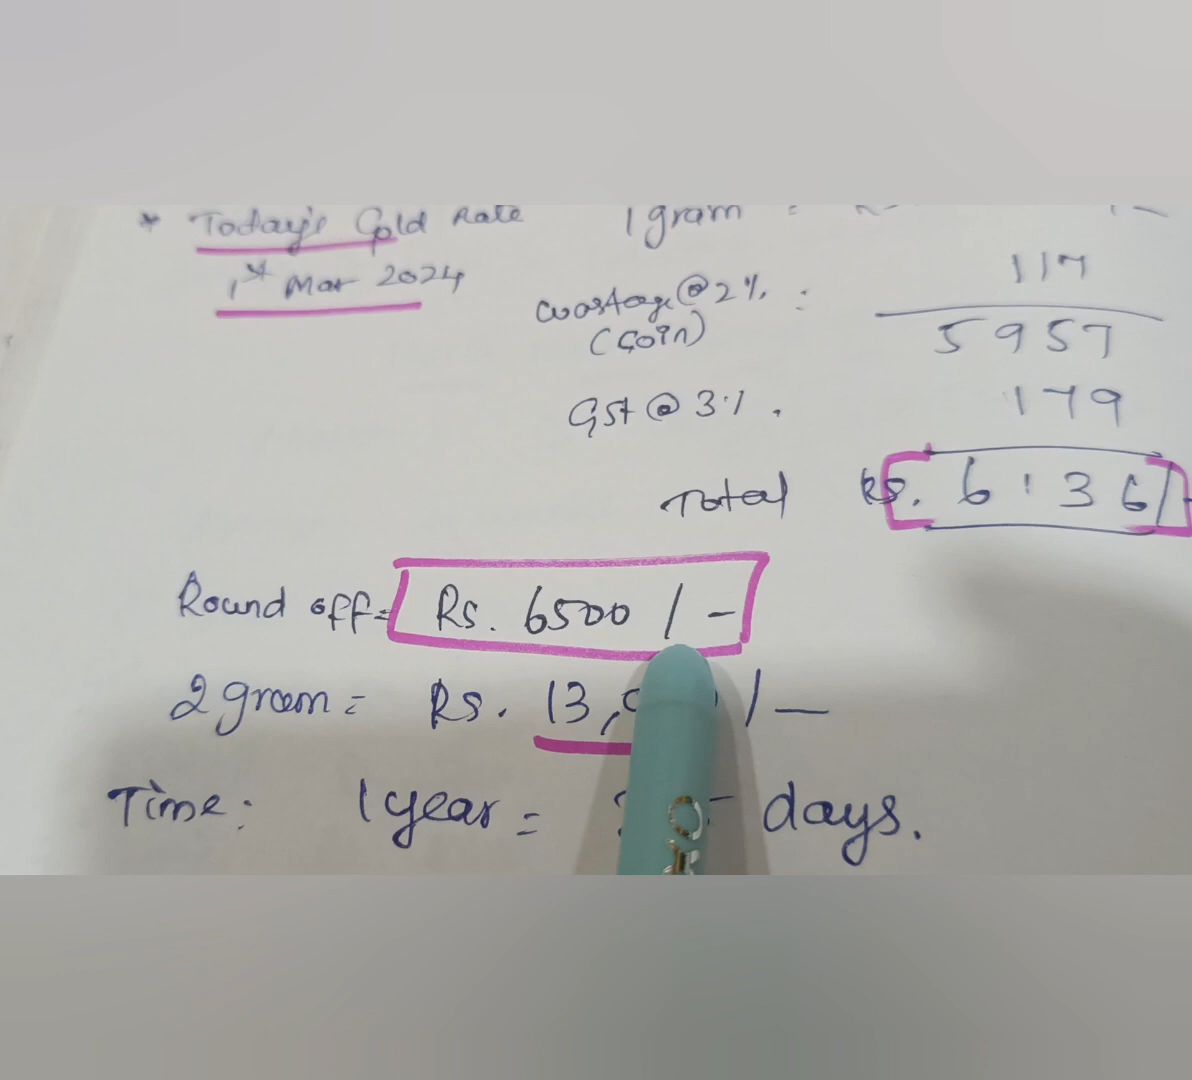 * Today's Gold Rate 1 gram =
1st Mar 2024
117
wastage @ 2% :
(coin)
5957
Gst @ 3% . 179
Total Rs. 6136/-
Round off = Rs. 6500/-
2 gram = Rs. 13, /-
Time: 1 year = days.